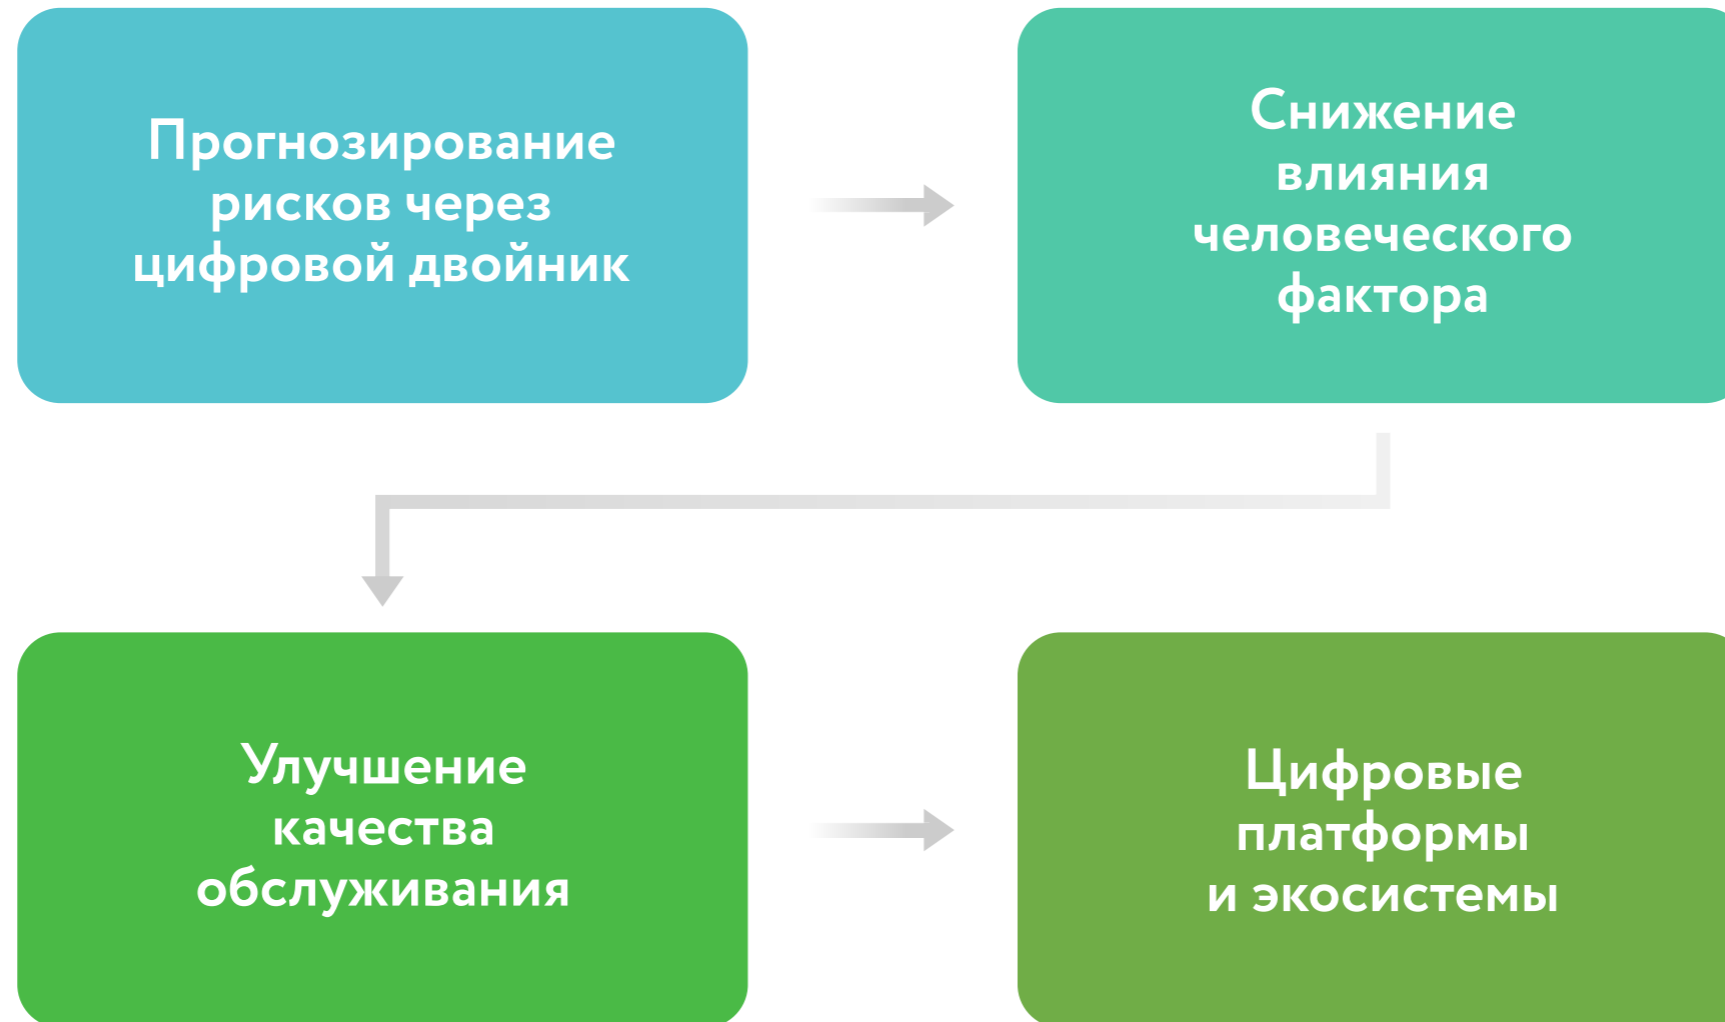 Прогнозирование
рисков через
цифровой двойник
Снижение
влияния
человеческого
фактора
Улучшение
качества
обслуживания
Цифровые
платформы
и экосистемы